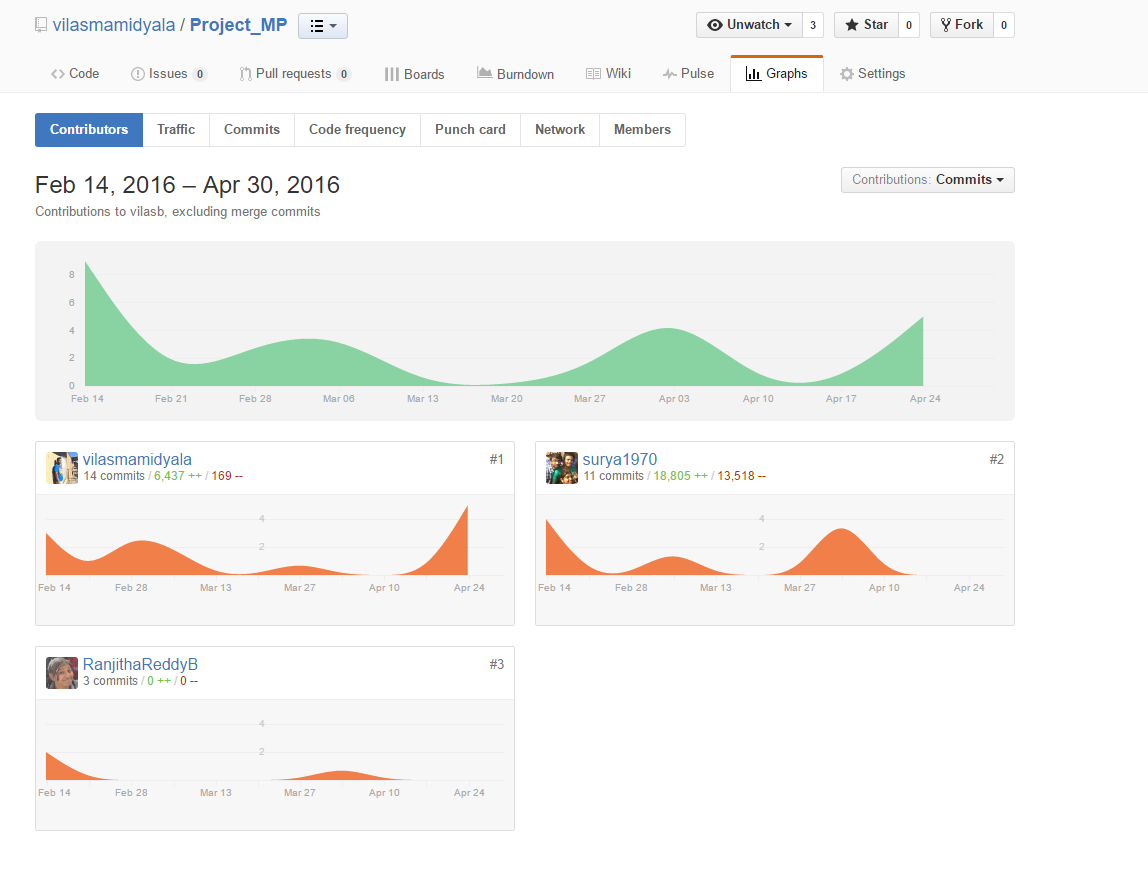 vilasmamidyala / Project_MP
Unwatch 3 Star 0 Fork 0
Code Issues 0 Pull requests 0 Boards Burndown Wiki Pulse Graphs Settings
Contributors Traffic Commits Code frequency Punch card Network Members
Feb 14, 2016 – Apr 30, 2016
Contributions: Commits
Contributions to vilasb, excluding merge commits
8
6
4
2
0
Feb 14 Feb 21 Feb 28 Mar 06 Mar 13 Mar 20 Mar 27 Apr 03 Apr 10 Apr 17 Apr 24
vilasmamidyala #1
14 commits / 6,437 ++ / 169 --
4
2
Feb 14 Feb 28 Mar 13 Mar 27 Apr 10 Apr 24
surya1970 #2
11 commits / 18,805 ++ / 13,518 --
4
2
Feb 14 Feb 28 Mar 13 Mar 27 Apr 10 Apr 24
RanjithaReddyB #3
3 commits / 0 ++ / 0 --
4
2
Feb 14 Feb 28 Mar 13 Mar 27 Apr 10 Apr 24